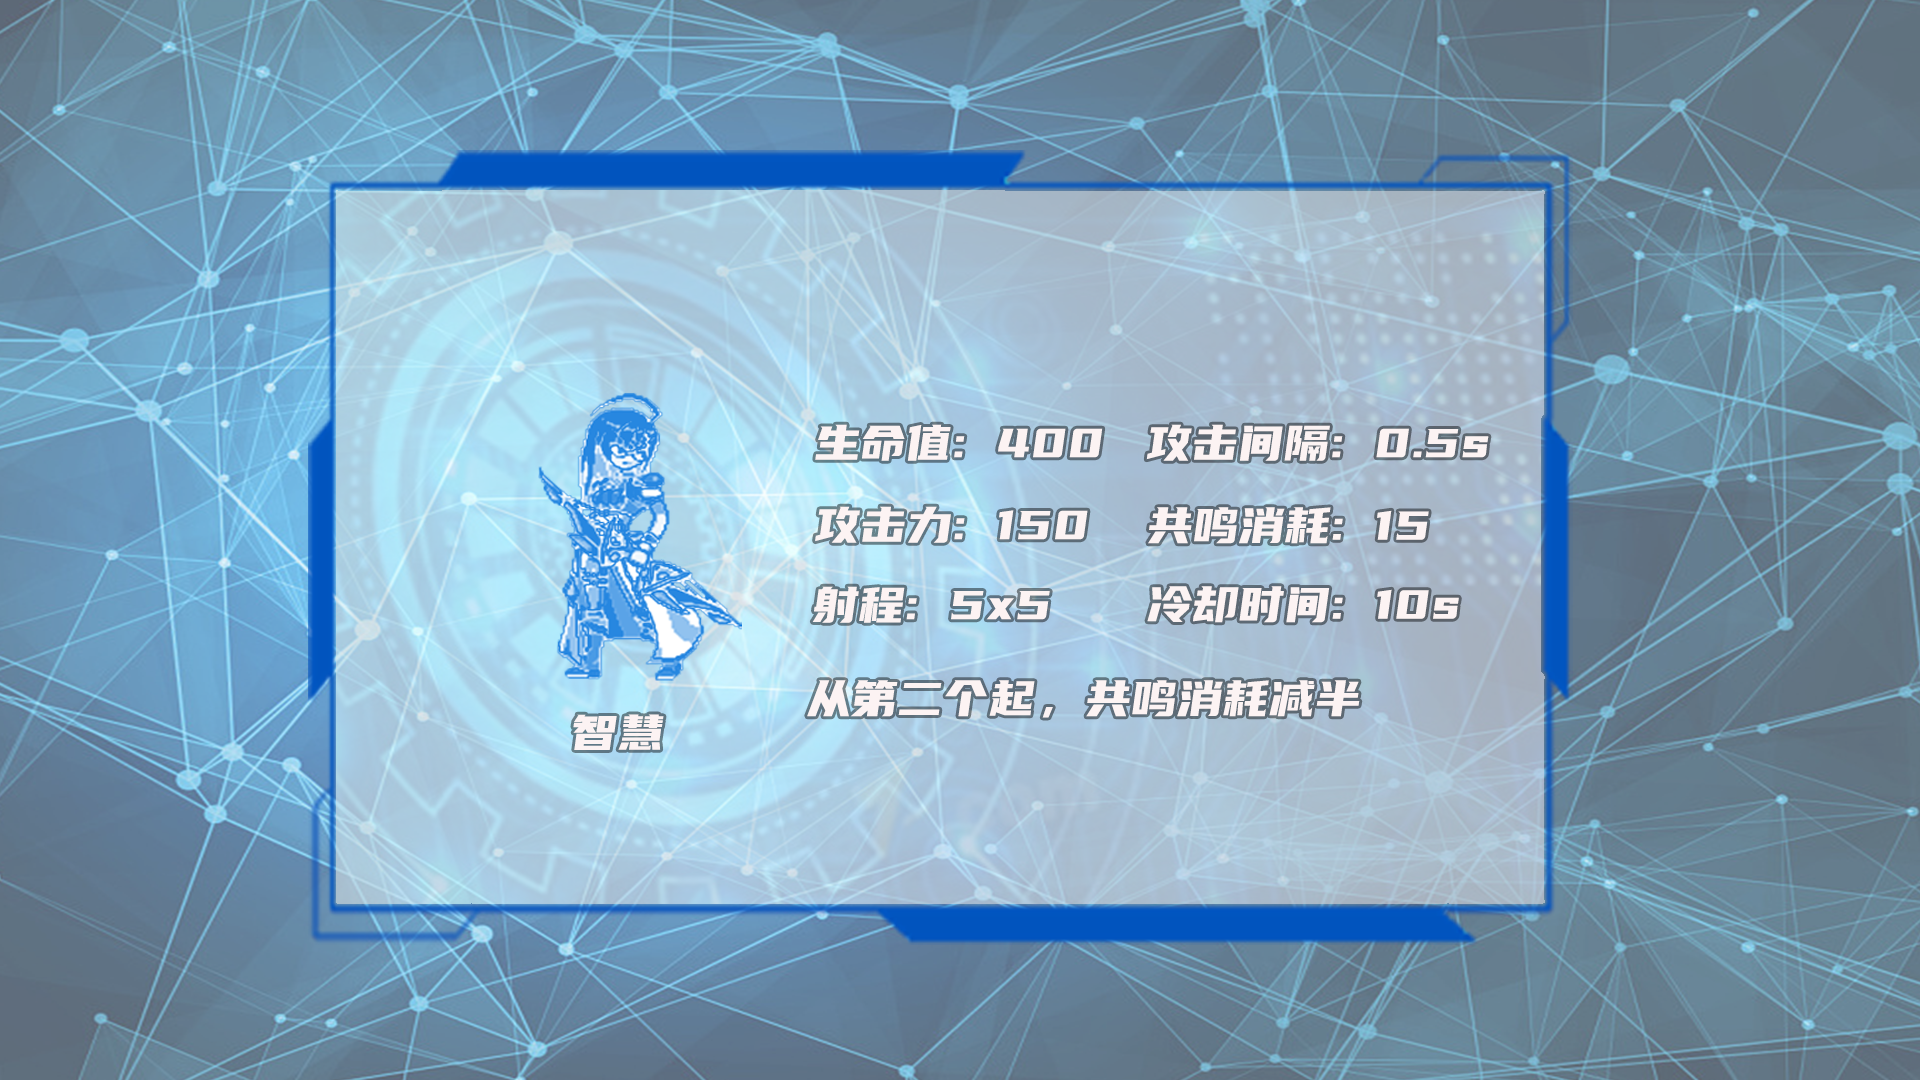 生命值：400 攻击间隔：0.5s
攻击力：150 共鸣消耗：15
射程：5x5 冷却时间：10s
从第二个起，共鸣消耗减半
智慧